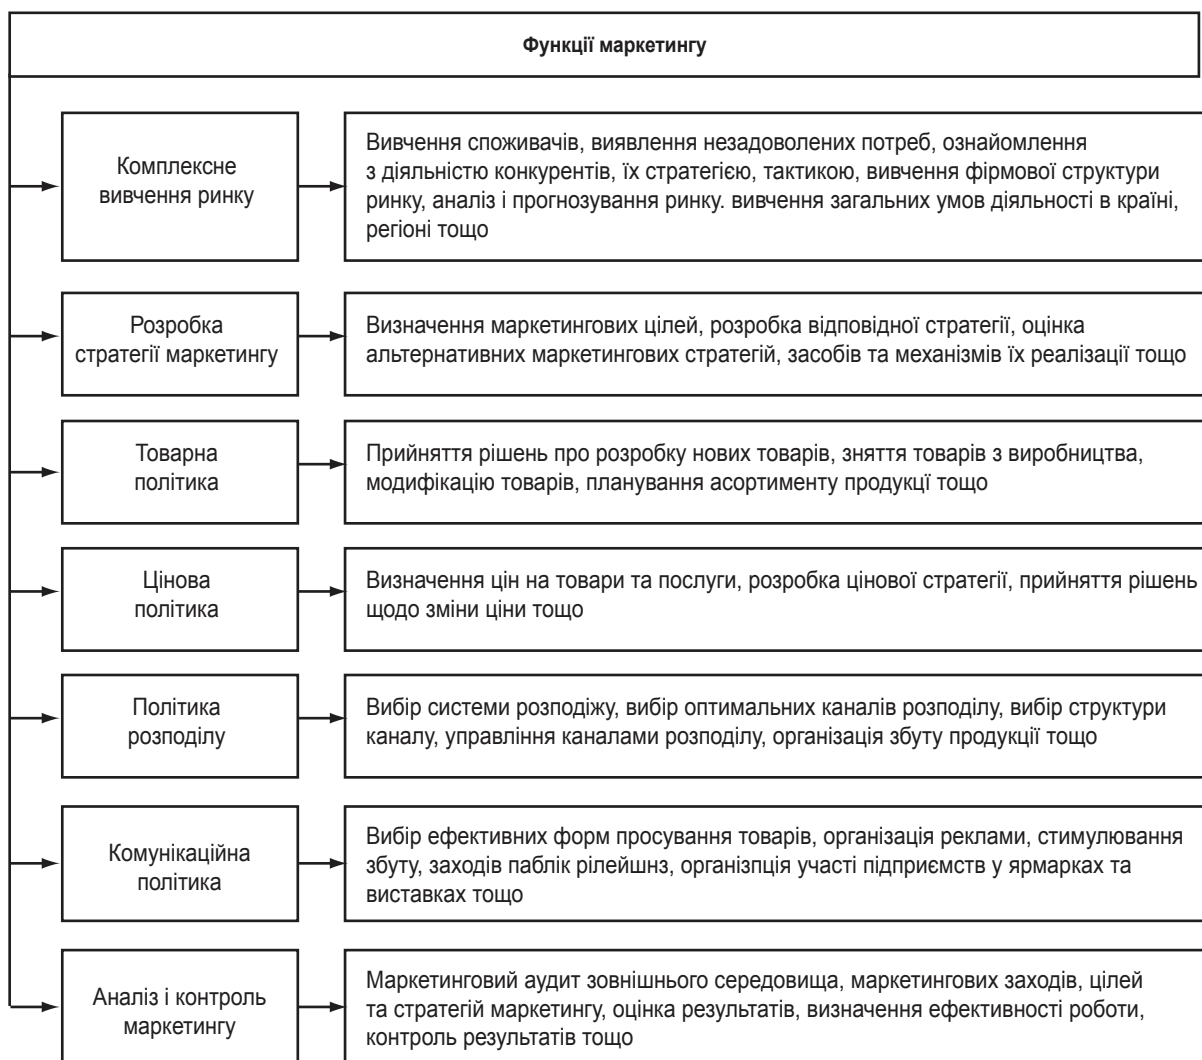 Функції маркетингу
Комплексне
вивчення ринку
Вивчення споживачів, виявлення незадоволених потреб, ознайомлення
з діяльністю конкурентів, їх стратегією, тактикою, вивчення фірмової структури
ринку, аналіз і прогнозування ринку. вивчення загальних умов діяльності в країні,
регіоні тощо
Розробка
стратегії маркетингу
Визначення маркетингових цілей, розробка відповідної стратегії, оцінка
альтернативних маркетингових стратегій, засобів та механізмів їх реалізації тощо
Товарна
політика
Прийняття рішень про розробку нових товарів, зняття товарів з виробництва,
модифікацію товарів, планування асортименту продукції тощо
Цінова
політика
Визначення цін на товари та послуги, розробка цінової стратегії, прийняття рішень
щодо зміни ціни тощо
Політика
розподілу
Вибір системи розподіжу, вибір оптимальних каналів розподілу, вибір структури
каналу, управління каналами розподілу, організація збуту продукції тощо
Комунікаційна
політика
Вибір ефективних форм просування товарів, організація реклами, стимулювання
збуту, заходів паблік рілейшнз, організпція участі підприємств у ярмарках та
виставках тощо
Аналіз і контроль
маркетингу
Маркетинговий аудит зовнішнього середовища, маркетингових заходів, цілей
та стратегій маркетингу, оцінка результатів, визначення ефективності роботи,
контроль результатів тощо